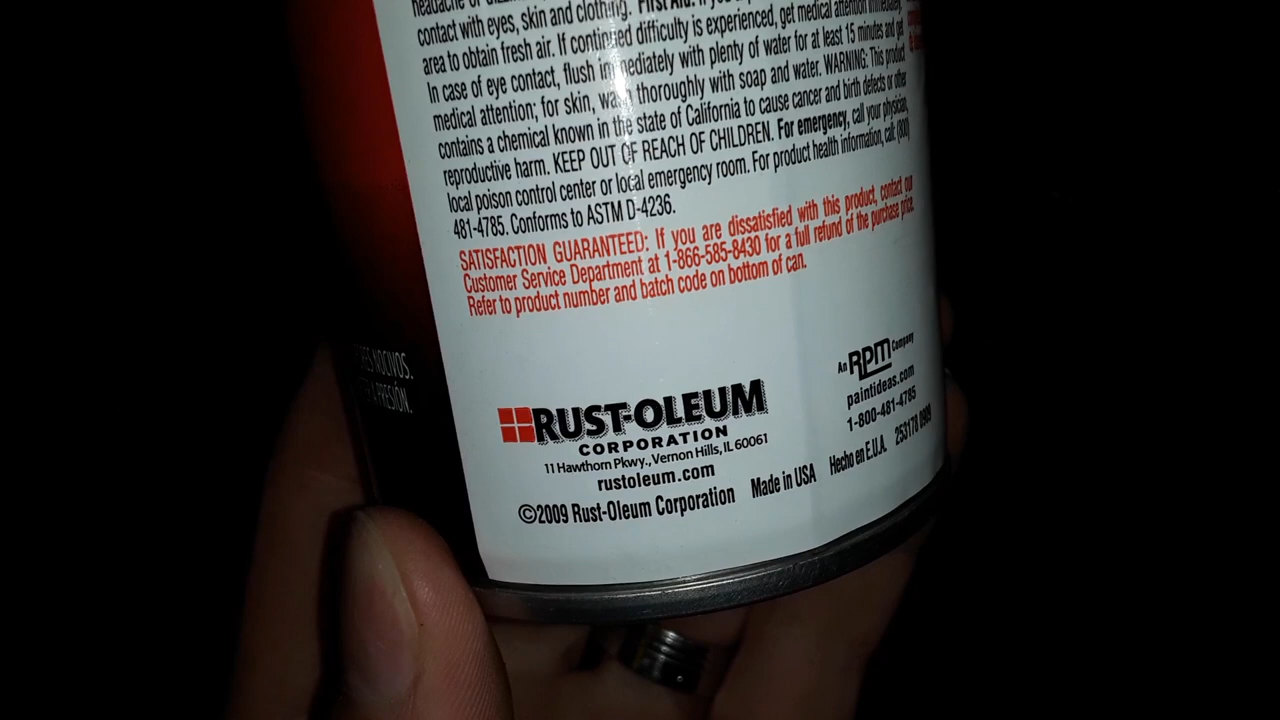 contact with eyes, skin and clothing. First Aid: If you
area to obtain fresh air. If continued difficulty is experienced, get medical attention immediately.
In case of eye contact, flush immediately with plenty of water for at least 15 minutes and get
medical attention; for skin, wash thoroughly with soap and water. WARNING: This product
contains a chemical known in the state of California to cause cancer and birth defects or other
reproductive harm. KEEP OUT OF REACH OF CHILDREN. For emergency, call your physician,
local poison control center or local emergency room. For product health information, call: (800)
481-4785. Conforms to ASTM D-4236.
SATISFACTION GUARANTEED: If you are dissatisfied with this product, contact our
Customer Service Department at 1-866-585-8430 for a full refund of the purchase price.
Refer to product number and batch code on bottom of can.
NOCIVOS.
A PRESIÓN.
RUST-OLEUM
CORPORATION
11 Hawthorn Pkwy., Vernon Hills, IL 60061
rustoleum.com
©2009 Rust-Oleum Corporation Made in USA Hecho en E.U.A. 253178 0909
An RPM Company
paintideas.com
1-800-481-4785